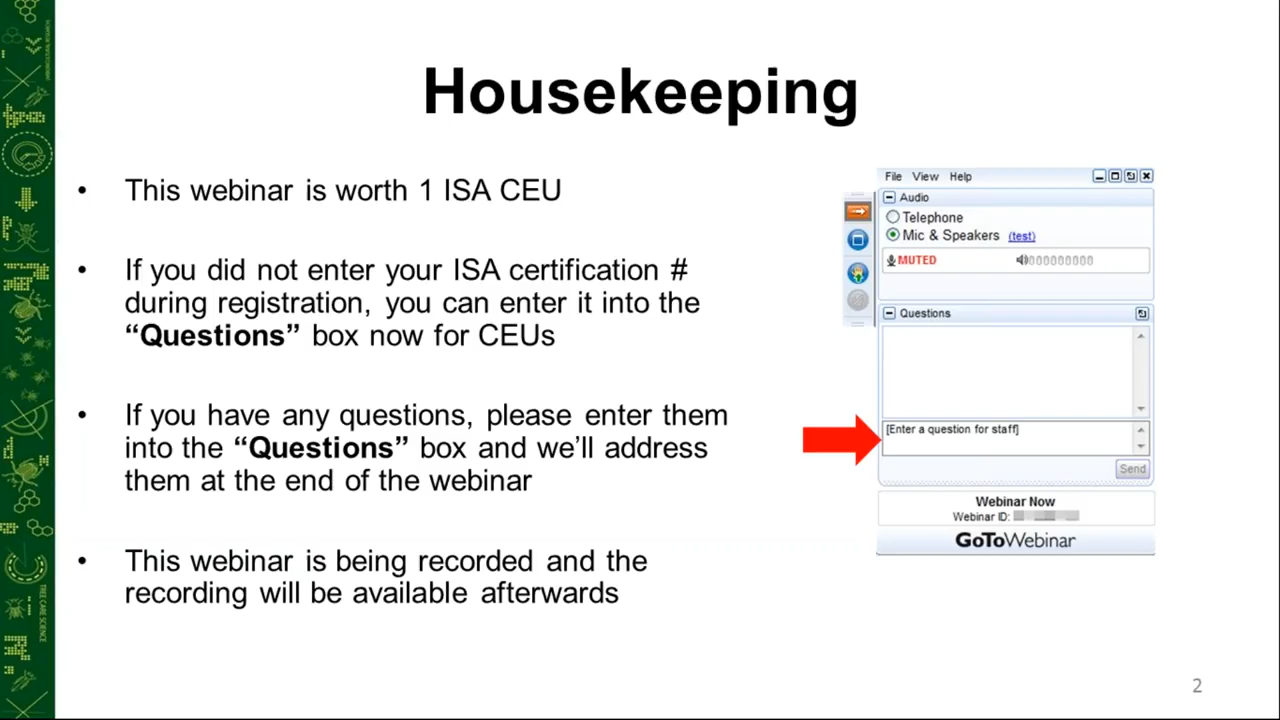 Housekeeping
• This webinar is worth 1 ISA CEU
• If you did not enter your ISA certification #
during registration, you can enter it into the
“Questions” box now for CEUs
• If you have any questions, please enter them
into the “Questions” box and we’ll address
them at the end of the webinar
• This webinar is being recorded and the
recording will be available afterwards
File View Help
Audio
Telephone
Mic & Speakers (test)
MUTED
Questions
[Enter a question for staff]
Send
Webinar Now
Webinar ID:
GoToWebinar
TREE CARE SCIENCE
2